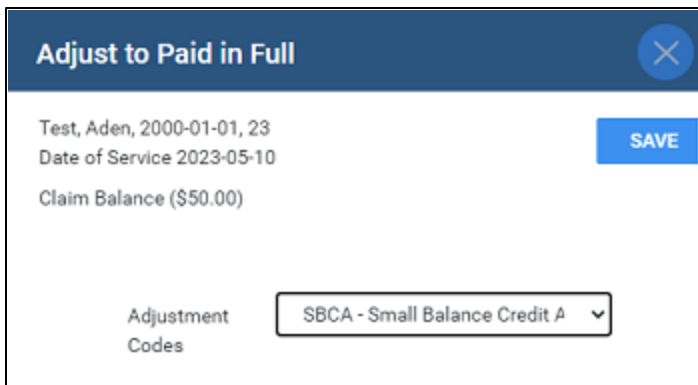 Adjust to Paid in Full
Test, Aden, 2000-01-01, 23
SAVE
Date of Service 2023-05-10
Claim Balance ($50.00)
Adjustment
Codes
SBCA - Small Balance Credit A